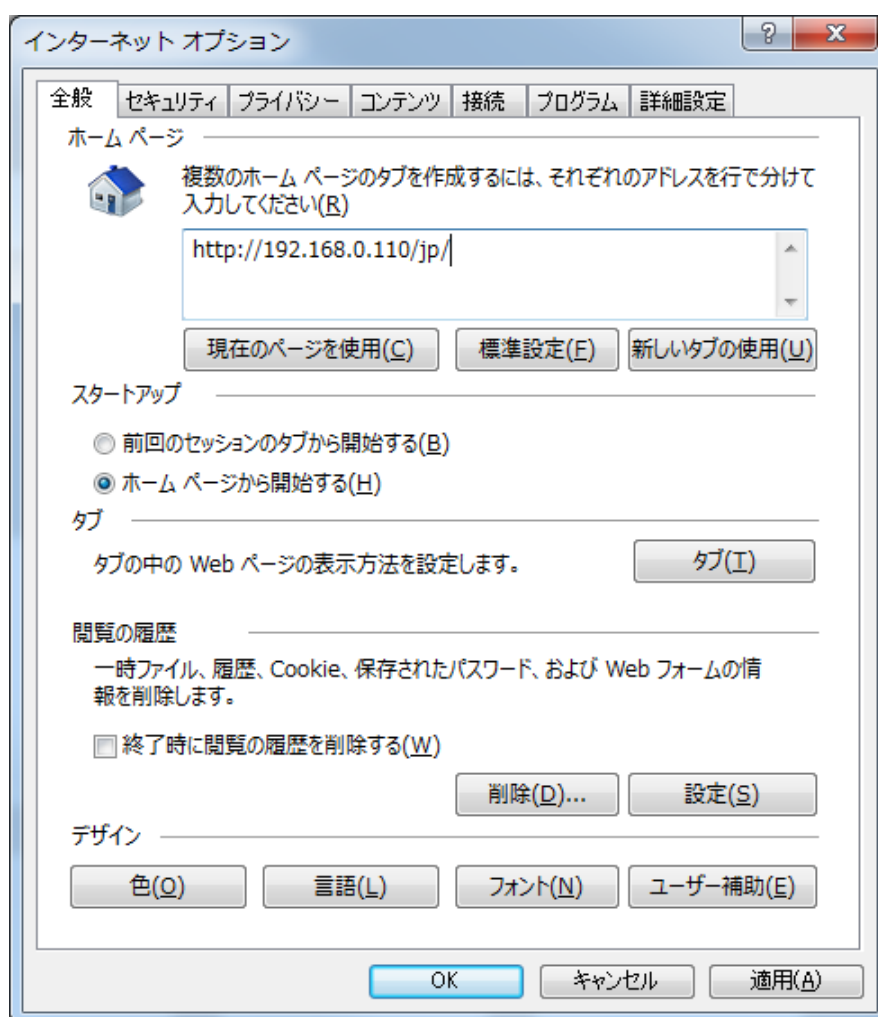 インターネット オプション
全般 セキュリティ プライバシー コンテンツ 接続 プログラム 詳細設定
ホーム ページ
複数のホーム ページのタブを作成するには、それぞれのアドレスを行で分けて
入力してください(R)
http://192.168.0.110/jp/
現在のページを使用(C) 標準設定(F) 新しいタブの使用(U)
スタートアップ
前回のセッションのタブから開始する(B)
ホーム ページから開始する(H)
タブ
タブの中の Web ページの表示方法を設定します。 タブ(T)
閲覧の履歴
一時ファイル、履歴、Cookie、保存されたパスワード、および Web フォームの情
報を削除します。
終了時に閲覧の履歴を削除する(W)
削除(D)... 設定(S)
デザイン
色(O) 言語(L) フォント(N) ユーザー補助(E)
OK キャンセル 適用(A)